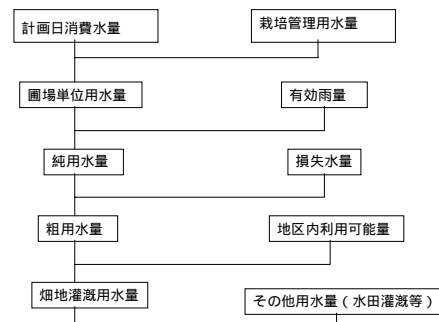 計画日消費水量
栽培管理用水量
圃場単位用水量
有効雨量
純用水量
損失水量
粗用水量
地区内利用可能量
畑地灌漑用水量
その他用水量(水田灌漑等)